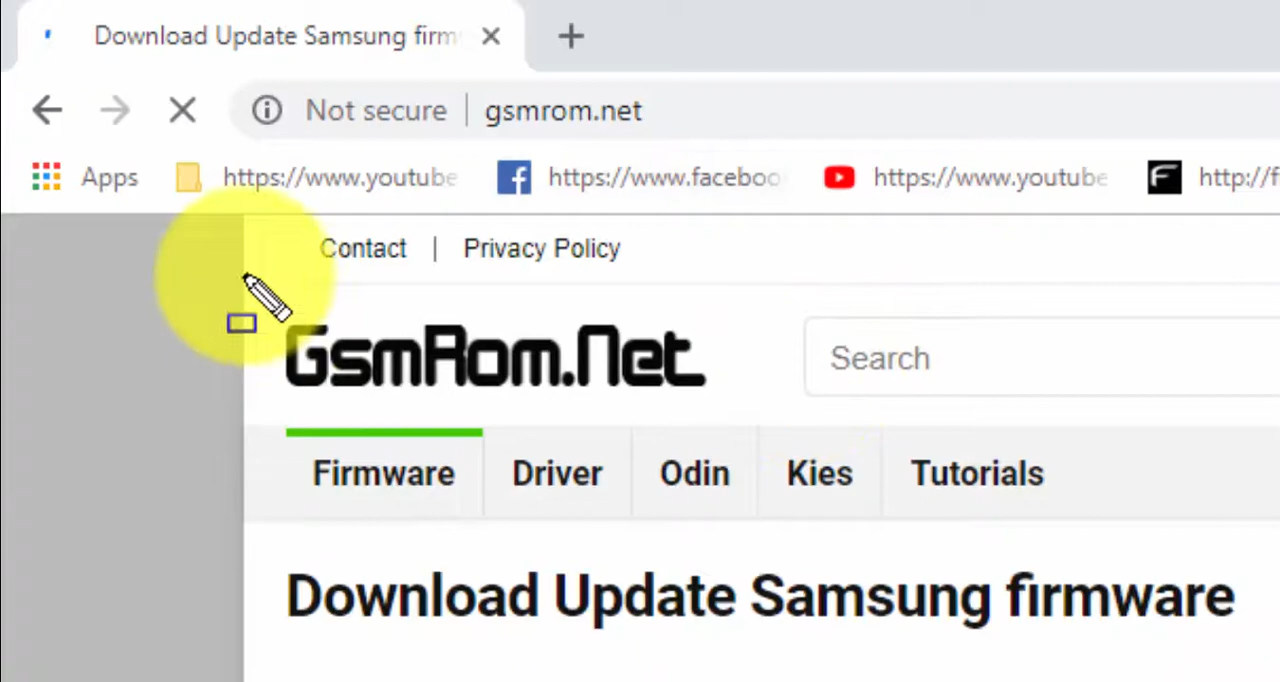 Download Update Samsung firm
Not secure | gsmrom.net
Apps https://www.youtube https://www.faceboo https://www.youtube http://f
Contact | Privacy Policy
GsmRom.Net
Search
Firmware Driver Odin Kies Tutorials
Download Update Samsung firmware